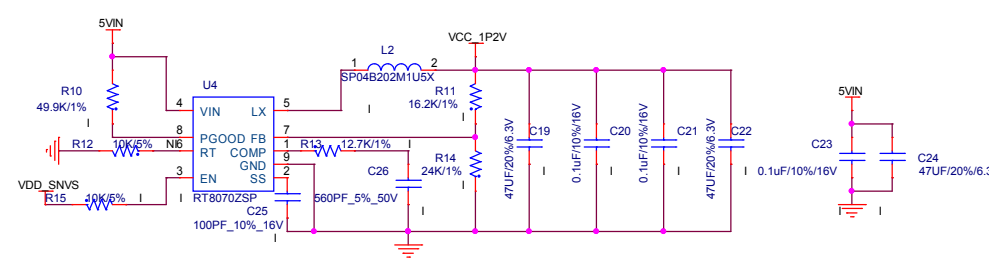 5VIN
R10
49.9K/1%
I
U4
4
VIN
LX
5
1
L2
2
SP04B202M1U5X
I
VCC_1P2V
R11
16.2K/1%
8
PGOOD
FB
7
R12
10K/5%
NI
6
RT
COMP
1
R13
12.7K/1%
I
GND
9
VDD_SNVS
R15
10K/5%
I
3
EN
SS
2
I
RT8070ZSP
C25
100PF_10%_16V
I
C26
560PF_5%_50V
I
R14
24K/1%
I
C19
47UF/20%/6.3V
I
C20
0.1uF/10%/16V
I
C21
0.1uF/10%/16V
I
C22
47UF/20%/6.3V
I
5VIN
C23
0.1uF/10%/16V
I
C24
47UF/20%/6.3
I